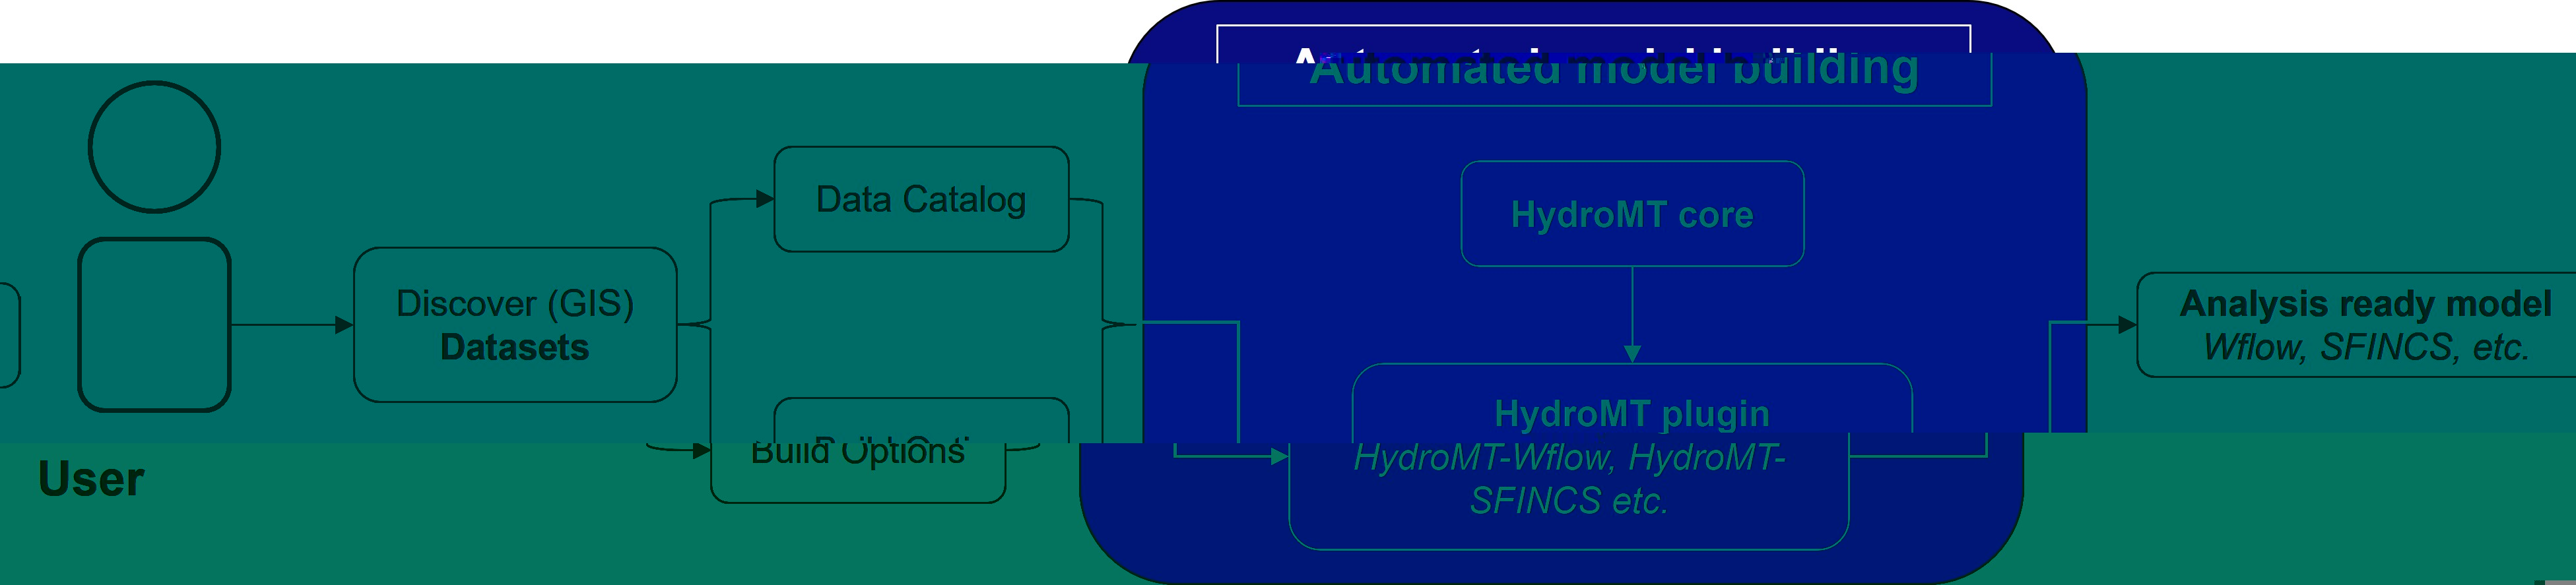 Automated model building
Data Catalog
HydroMT core
Discover (GIS)
Datasets
Analysis ready model
Wflow, SFINCS, etc.
HydroMT plugin
Build Options
HydroMT-Wflow, HydroMT-
SFINCS etc.
User